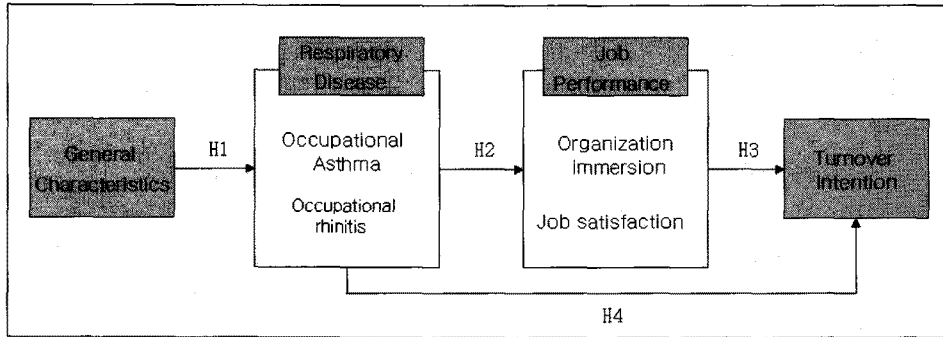 Respiratory
Disease
Job
Performance
General
Characteristics
H1
Occupational
Asthma
Occupational
rhinitis
H2
Organization
immersion
Job satisfaction
H3
Turnover
Intention
H4